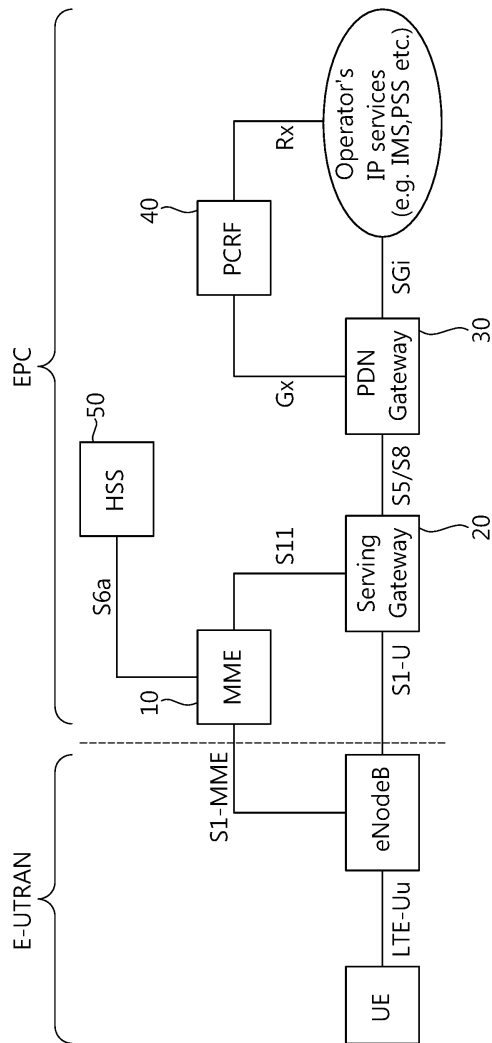 E-UTRAN
EPC
50
HSS
S6a
10
MME
40
PCRF
S1-MME
S11
Gx
Rx
UE
LTE-Uu
eNodeB
S1-U
Serving
Gateway
20
S5/S8
PDN
Gateway
30
SGi
Operator's
IP services
(e.g. IMS,PSS etc.)